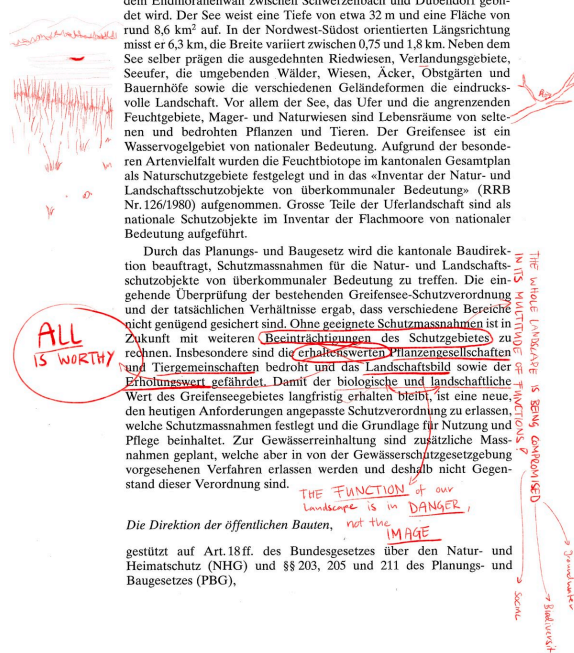 dem Endmoränenwall zwischen Schwerzenbach und Dübendorf gebil-
det wird. Der See weist eine Tiefe von etwa 32 m und eine Fläche von
rund 8,6 km² auf. In der Nordwest-Südost orientierten Längsrichtung
misst er 6,3 km, die Breite variiert zwischen 0,75 und 1,8 km. Neben dem
See selber prägen die ausgedehnten Riedwiesen, Verlandungsgebiete,
Seeufer, die umgebenden Wälder, Wiesen, Äcker, Obstgärten und
Bauernhöfe sowie die verschiedenen Geländeformen die eindrucks-
volle Landschaft. Vor allem der See, das Ufer und die angrenzenden
Feuchtgebiete, Mager- und Naturwiesen sind Lebensräume von selte-
nen und bedrohten Pflanzen und Tieren. Der Greifensee ist ein
Wasservogelgebiet von nationaler Bedeutung. Aufgrund der besonde-
ren Artenvielfalt wurden die Feuchtbiotope im kantonalen Gesamtplan
als Naturschutzgebiete festgelegt und in das «Inventar der Natur- und
Landschaftsschutzobjekte von überkommunaler Bedeutung» (RRB
Nr. 126/1980) aufgenommen. Grosse Teile der Uferlandschaft sind als
nationale Schutzobjekte im Inventar der Flachmoore von nationaler
Bedeutung aufgeführt.
Durch das Planungs- und Baugesetz wird die kantonale Baudirek-
tion beauftragt, Schutzmassnahmen für die Natur- und Landschafts-
schutzobjekte von überkommunaler Bedeutung zu treffen. Die ein-
gehende Überprüfung der bestehenden Greifensee-Schutzverordnung
und der tatsächlichen Verhältnisse ergab, dass verschiedene Bereiche
nicht genügend gesichert sind. Ohne geeignete Schutzmassnahmen ist in
Zukunft mit weiteren Beeinträchtigungen des Schutzgebietes zu
rechnen. Insbesondere sind die erhaltenswerten Pflanzengesellschaften
und Tiergemeinschaften bedroht und das Landschaftsbild sowie der
Erholungswert gefährdet. Damit der biologische und landschaftliche
Wert des Greifenseegebietes langfristig erhalten bleibt, ist eine neue,
den heutigen Anforderungen angepasste Schutzverordnung zu erlassen,
welche Schutzmassnahmen festlegt und die Grundlage für Nutzung und
Pflege beinhaltet. Zur Gewässerreinhaltung sind zusätzliche Mass-
nahmen geplant, welche aber in von der Gewässerschutzgesetzgebung
vorgesehenen Verfahren erlassen werden und deshalb nicht Gegen-
stand dieser Verordnung sind.
Die Direktion der öffentlichen Bauten,
gestützt auf Art. 18 ff. des Bundesgesetzes über den Natur- und
Heimatschutz (NHG) und §§ 203, 205 und 211 des Planungs- und
Baugesetzes (PBG),
ALL
IS WORTHY
THE FUNCTION of our
Landscape is in DANGER,
not the
IMAGE
THE WHOLE LANDSCAPE IS BEING COMPROMISED
IN ITS MULTITUDE OF FUNCTIONS
Social
Biodiversit
Groundwater